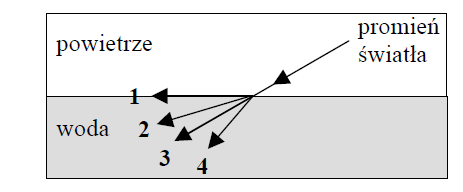 promień
powietrze
światła
1
woda
2
3
4